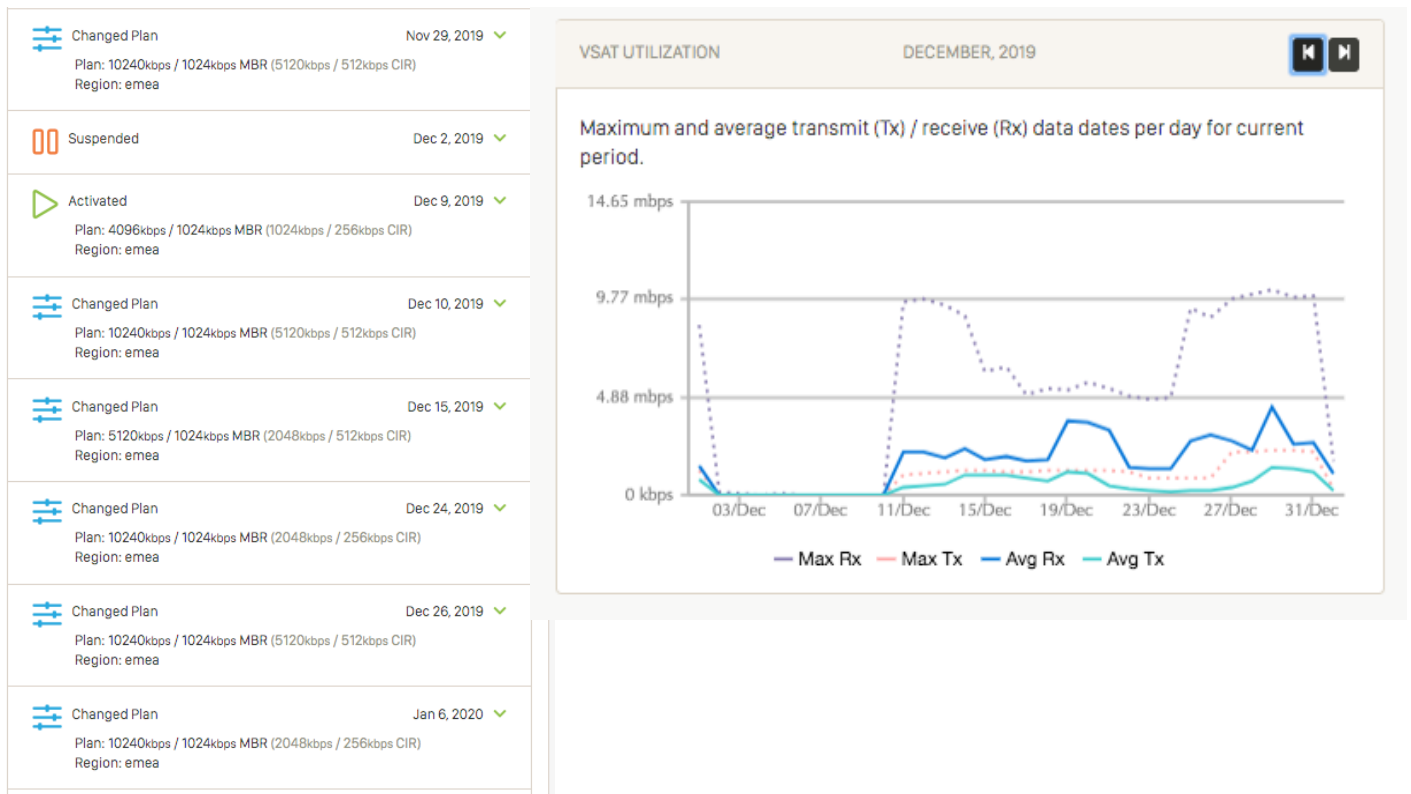 Changed Plan Nov 29, 2019
Plan: 10240kbps / 1024kbps MBR (5120kbps / 512kbps CIR)
Region: emea
Suspended Dec 2, 2019
Activated Dec 9, 2019
Plan: 4096kbps / 1024kbps MBR (1024kbps / 256kbps CIR)
Region: emea
Changed Plan Dec 10, 2019
Plan: 10240kbps / 1024kbps MBR (5120kbps / 512kbps CIR)
Region: emea
Changed Plan Dec 15, 2019
Plan: 5120kbps / 1024kbps MBR (2048kbps / 512kbps CIR)
Region: emea
Changed Plan Dec 24, 2019
Plan: 10240kbps / 1024kbps MBR (2048kbps / 256kbps CIR)
Region: emea
Changed Plan Dec 26, 2019
Plan: 10240kbps / 1024kbps MBR (5120kbps / 512kbps CIR)
Region: emea
Changed Plan Jan 6, 2020
Plan: 10240kbps / 1024kbps MBR (2048kbps / 256kbps CIR)
Region: emea
VSAT UTILIZATION DECEMBER, 2019
Maximum and average transmit (Tx) / receive (Rx) data dates per day for current
period.
14.65 mbps
9.77 mbps
4.88 mbps
0 kbps
03/Dec 07/Dec 11/Dec 15/Dec 19/Dec 23/Dec 27/Dec 31/Dec
Max Rx Max Tx Avg Rx Avg Tx